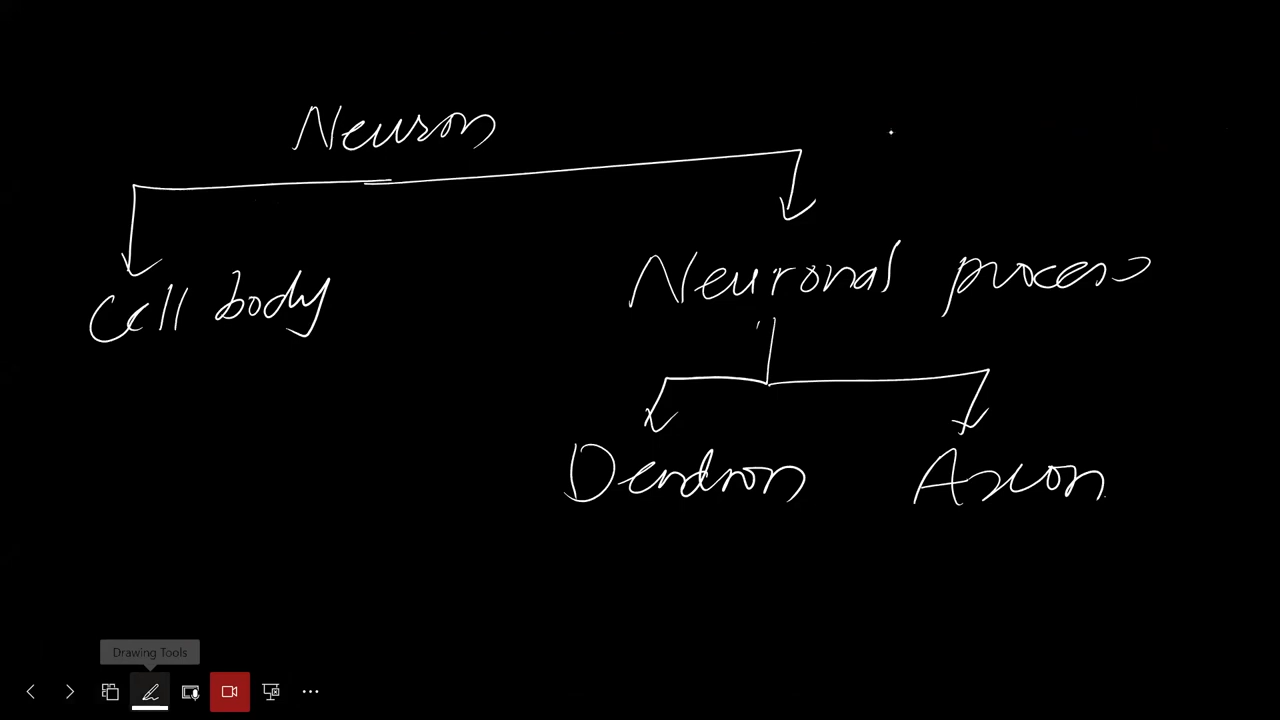 Neuron
Cell body
Neuronal process
Dendron
Axon
Drawing Tools